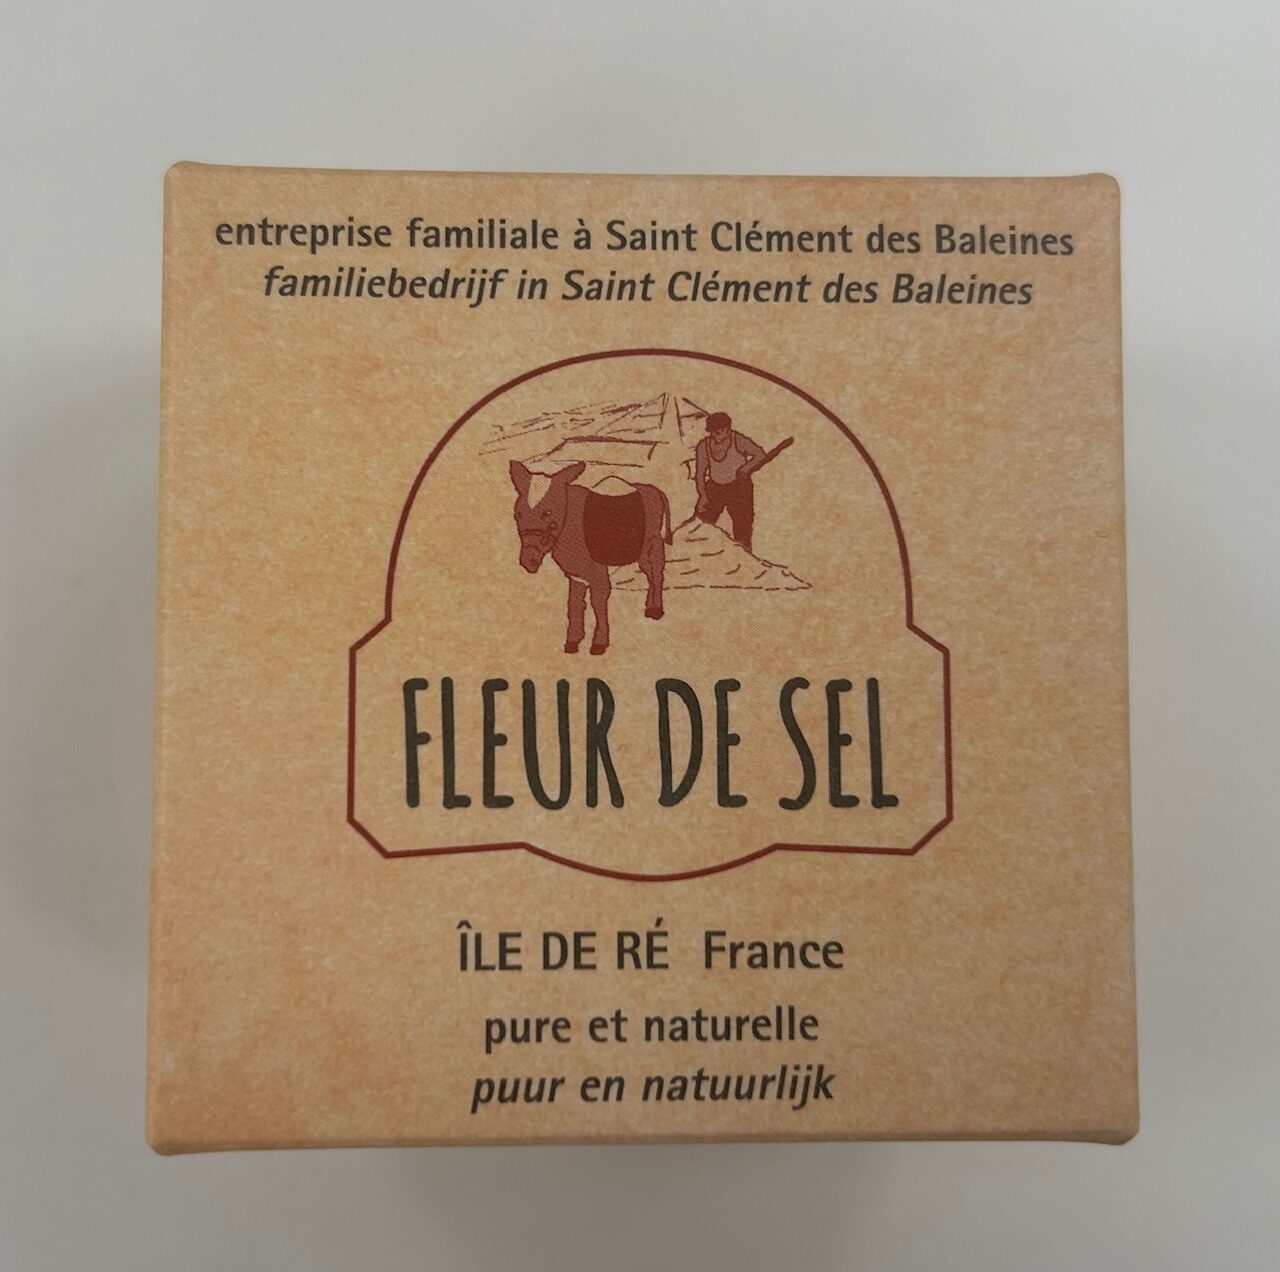 entreprise familiale à Saint Clément des Baleines
familiebedrijf in Saint Clément des Baleines
FLEUR DE SEL
ÎLE DE RÉ France
pure et naturelle
puur en natuurlijk